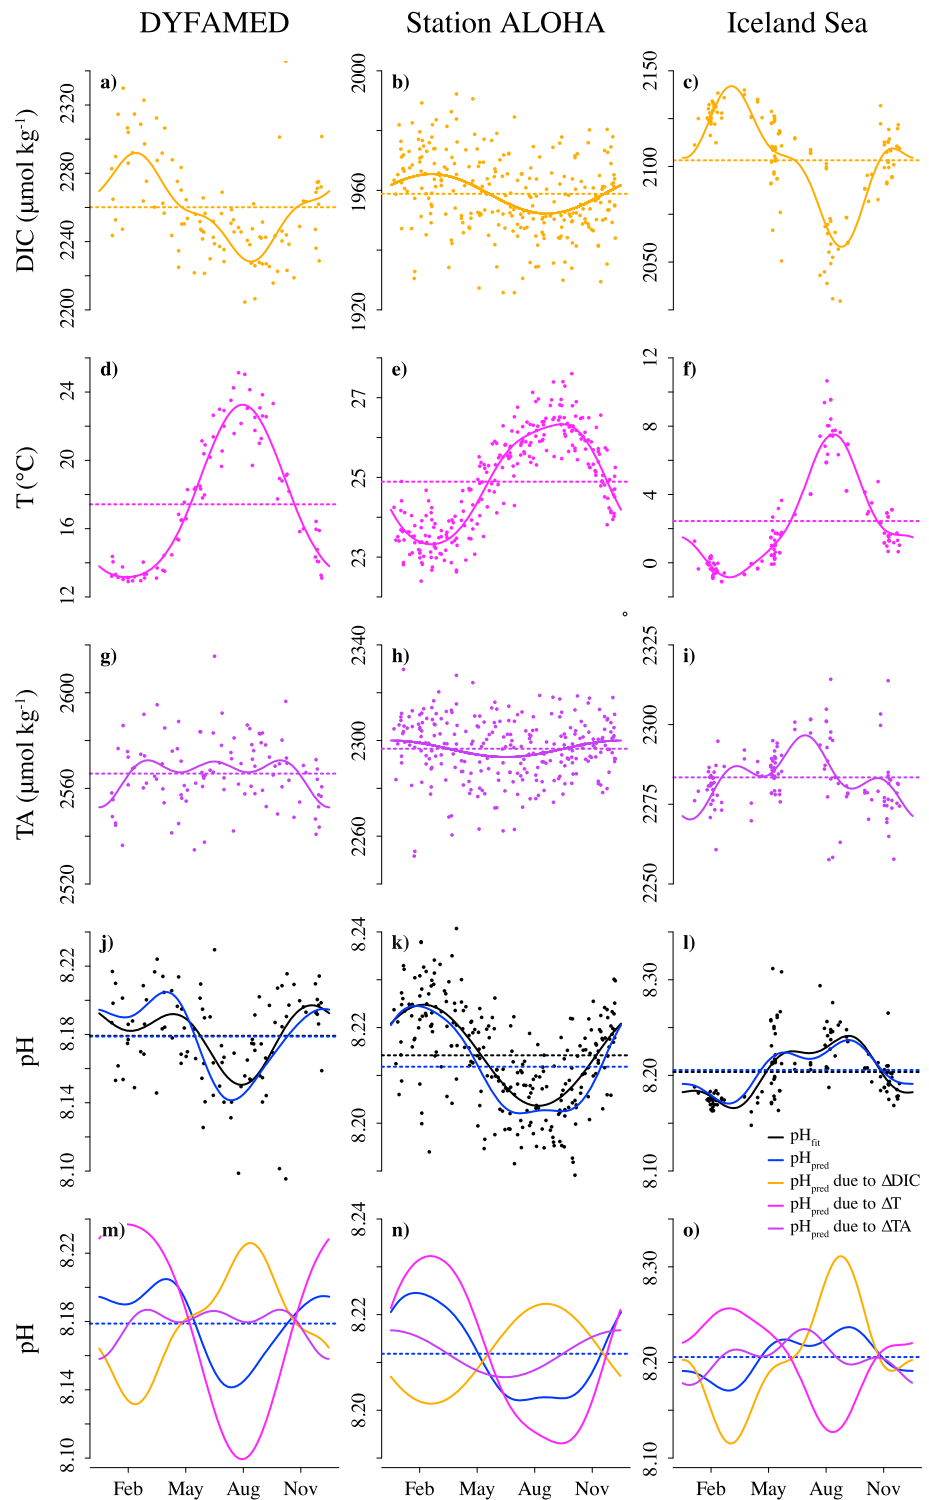 DYFAMED Station ALOHA Iceland Sea
a) b) c)
DIC (µmol kg⁻¹)
2200 2240 2280 2320
1920 1960 2000
2050 2100 2150
d) e) f)
T (°C)
12 16 20 24
23 25 27
0 4 8 12
g) h) i)
TA (µmol kg⁻¹)
2520 2560 2600
2260 2300 2340
2250 2275 2300 2325
j) k) l)
pH
8.10 8.14 8.18 8.22
8.20 8.22 8.24
8.10 8.20 8.30
pHfit
pHpred
pHpred due to ΔDIC
pHpred due to ΔT
pHpred due to ΔTA
m) n) o)
pH
8.10 8.14 8.18 8.22
8.20 8.22 8.24
8.10 8.20 8.30
Feb May Aug Nov Feb May Aug Nov Feb May Aug Nov